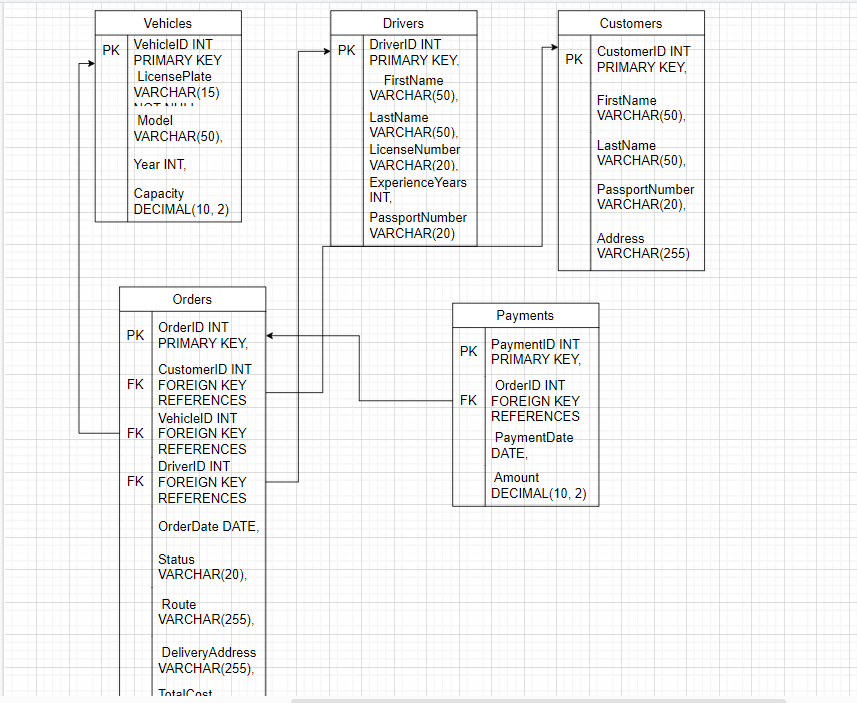 Vehicles
PK
VehicleID INT
PRIMARY KEY
LicensePlate
VARCHAR(15)
NOT NULL
Model
VARCHAR(50),
Year INT,
Capacity
DECIMAL(10, 2)
Drivers
PK
DriverID INT
PRIMARY KEY,
FirstName
VARCHAR(50),
LastName
VARCHAR(50),
LicenseNumber
VARCHAR(20),
ExperienceYears
INT,
PassportNumber
VARCHAR(20)
Customers
PK
CustomerID INT
PRIMARY KEY,
FirstName
VARCHAR(50),
LastName
VARCHAR(50),
PassportNumber
VARCHAR(20),
Address
VARCHAR(255)
Orders
PK
OrderID INT
PRIMARY KEY,
FK
CustomerID INT
FOREIGN KEY
REFERENCES
FK
VehicleID INT
FOREIGN KEY
REFERENCES
FK
DriverID INT
FOREIGN KEY
REFERENCES
OrderDate DATE,
Status
VARCHAR(20),
Route
VARCHAR(255),
DeliveryAddress
VARCHAR(255),
TotalCost
Payments
PK
PaymentID INT
PRIMARY KEY,
FK
OrderID INT
FOREIGN KEY
REFERENCES
PaymentDate
DATE,
Amount
DECIMAL(10, 2)